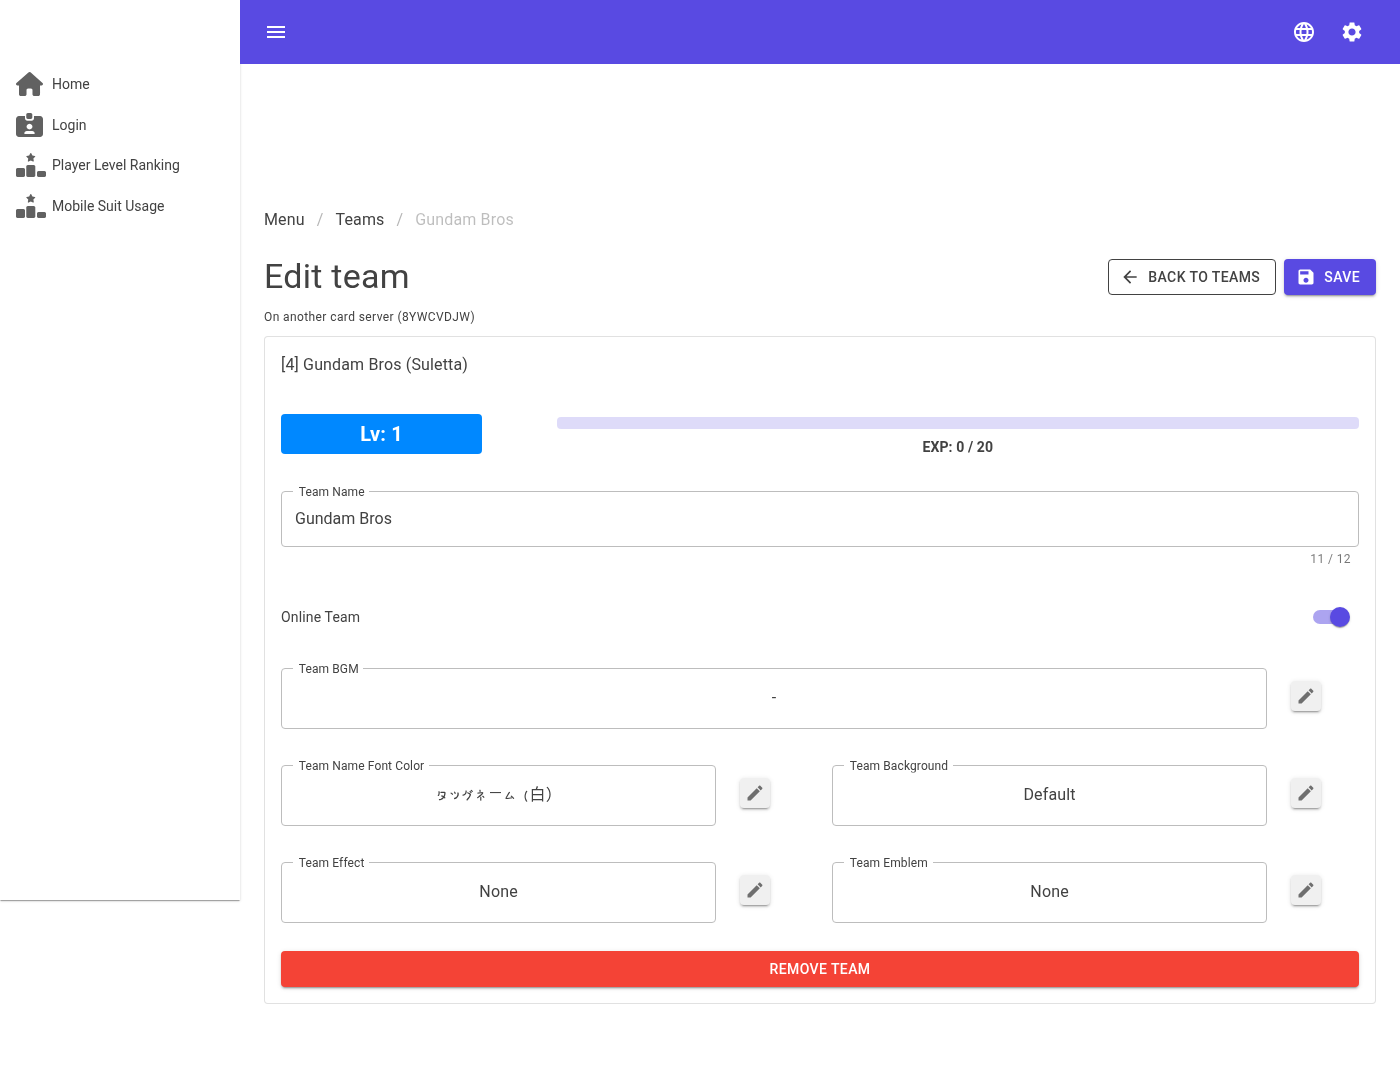 Home
Login
Player Level Ranking
Mobile Suit Usage
Menu / Teams / Gundam Bros
Edit team
BACK TO TEAMS
SAVE
On another card server (8YWCVDJW)
[4] Gundam Bros (Suletta)
Lv: 1
EXP: 0 / 20
Team Name
Gundam Bros
11 / 12
Online Team
Team BGM
-
Team Name Font Color
タッグネーム（白）
Team Background
Default
Team Effect
None
Team Emblem
None
REMOVE TEAM